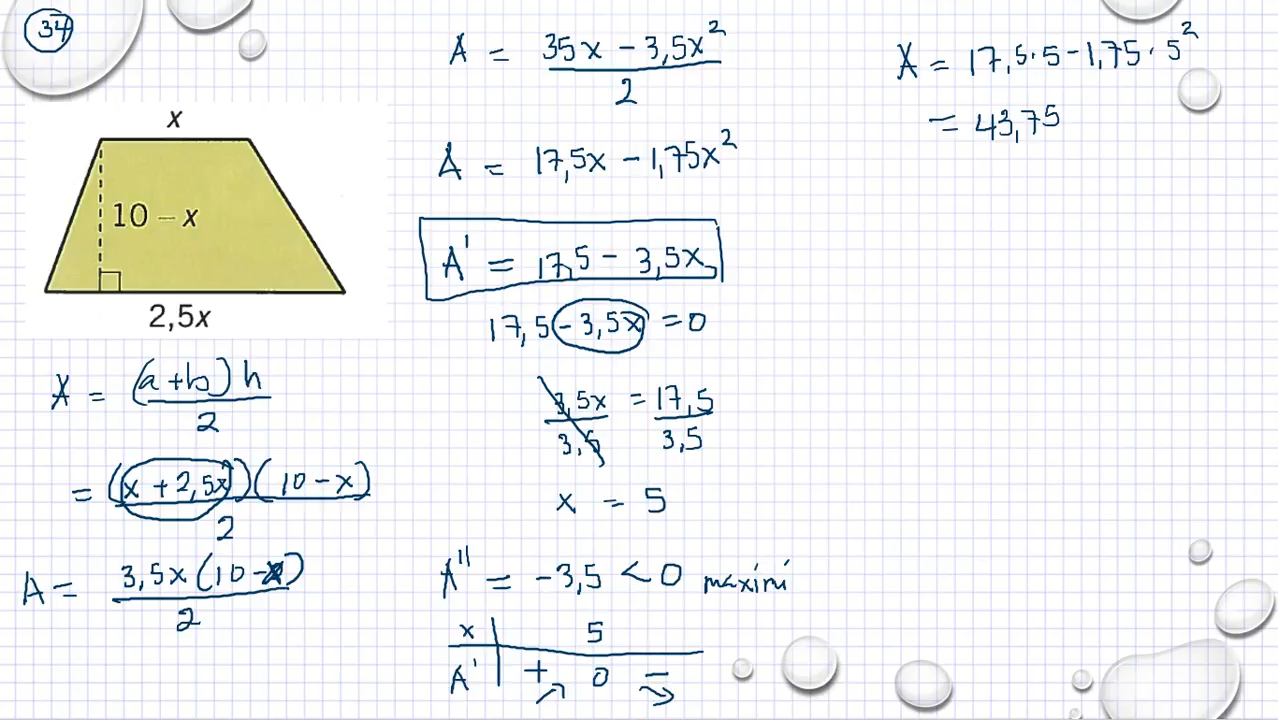 34
x
10 – x
2,5x
A = (a + b) h / 2
= (x + 2,5x)(10 - x) / 2
A = 3,5x(10 - x) / 2
A = 35x - 3,5x² / 2
A = 17,5x - 1,75x²
A' = 17,5 - 3,5x
17,5 - 3,5x = 0
3,5x / 3,5 = 17,5 / 3,5
x = 5
A'' = -3,5 < 0 maximi
x | 5
A' | + 0 -
A = 17,5 · 5 - 1,75 · 5²
= 43,75